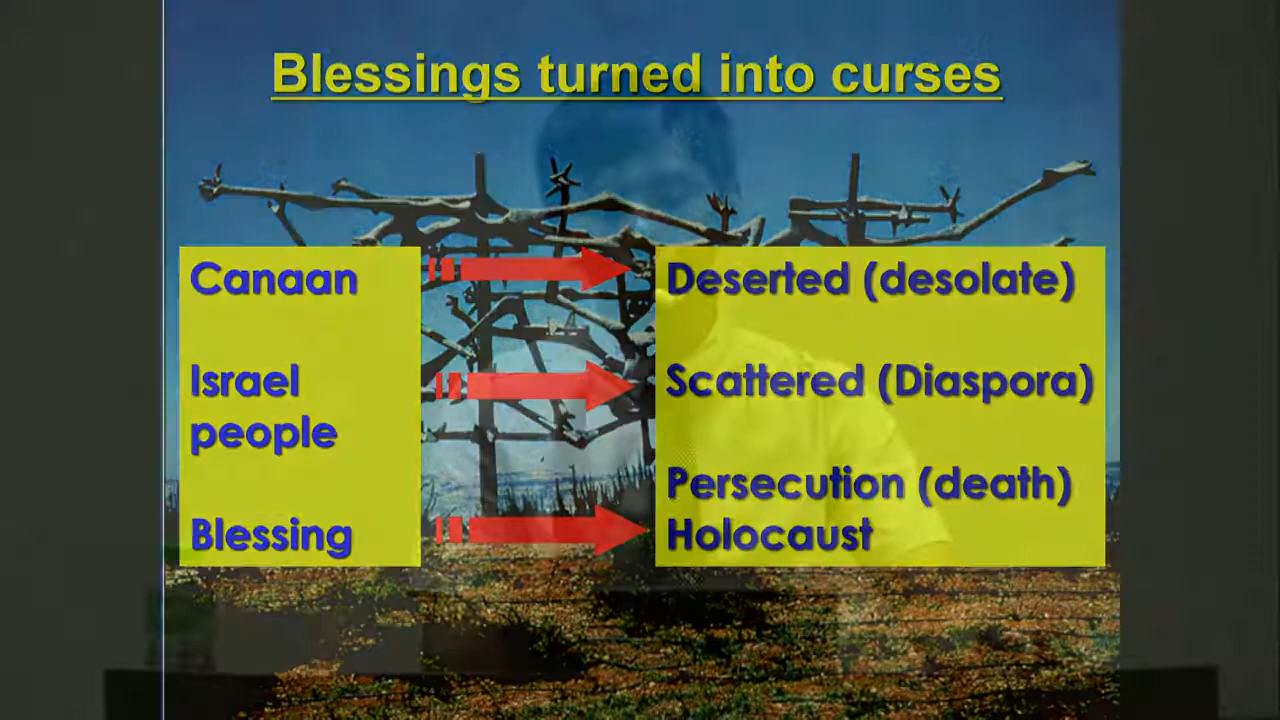 Blessings turned into curses
Canaan
Israel
people
Blessing
Deserted (desolate)
Scattered (Diaspora)
Persecution (death)
Holocaust